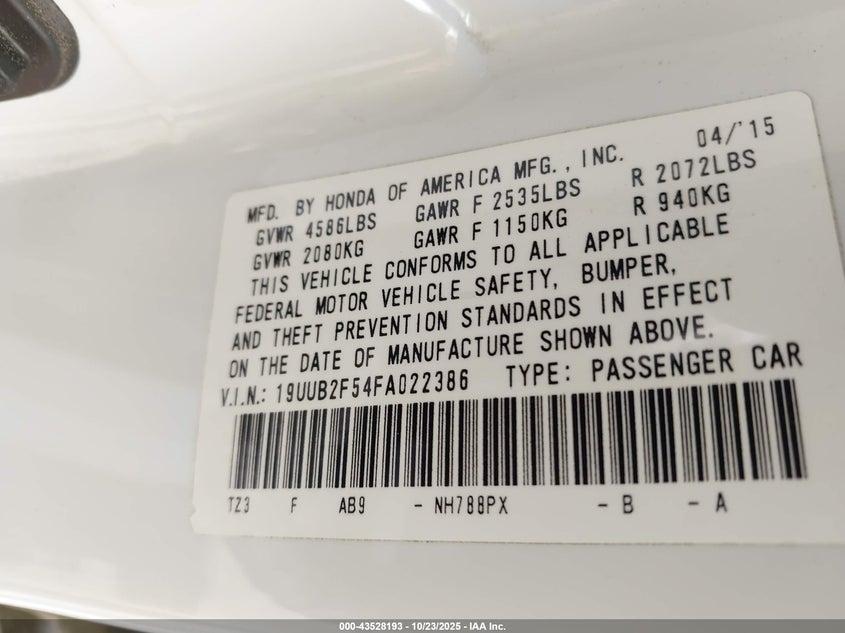 04/'15
MFD. BY HONDA OF AMERICA MFG., INC.
GVWR 4586LBS GAWR F 2535LBS R 2072LBS
GVWR 2080KG GAWR F 1150KG R 940KG
THIS VEHICLE CONFORMS TO ALL APPLICABLE
FEDERAL MOTOR VEHICLE SAFETY, BUMPER,
AND THEFT PREVENTION STANDARDS IN EFFECT
ON THE DATE OF MANUFACTURE SHOWN ABOVE.
V.I.N.: 19UUB2F54FA022386 TYPE: PASSENGER CAR
TZ3 F AB9 - NH788PX - B - A
000-43528193 - 10/23/2025 - IAA Inc.